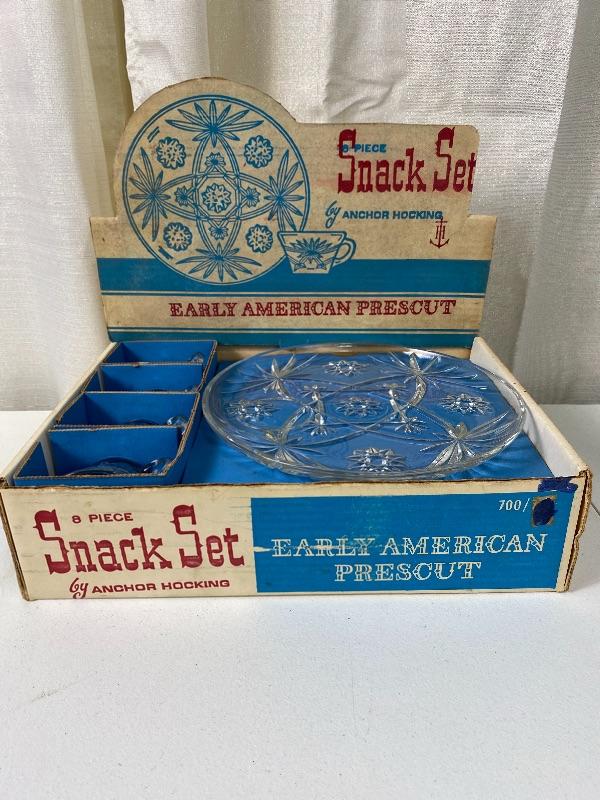 8 PIECE
Snack Set
by ANCHOR HOCKING
EARLY AMERICAN PRESCUT
700/
8 PIECE
Snack Set
by ANCHOR HOCKING
EARLY AMERICAN
PRESCUT